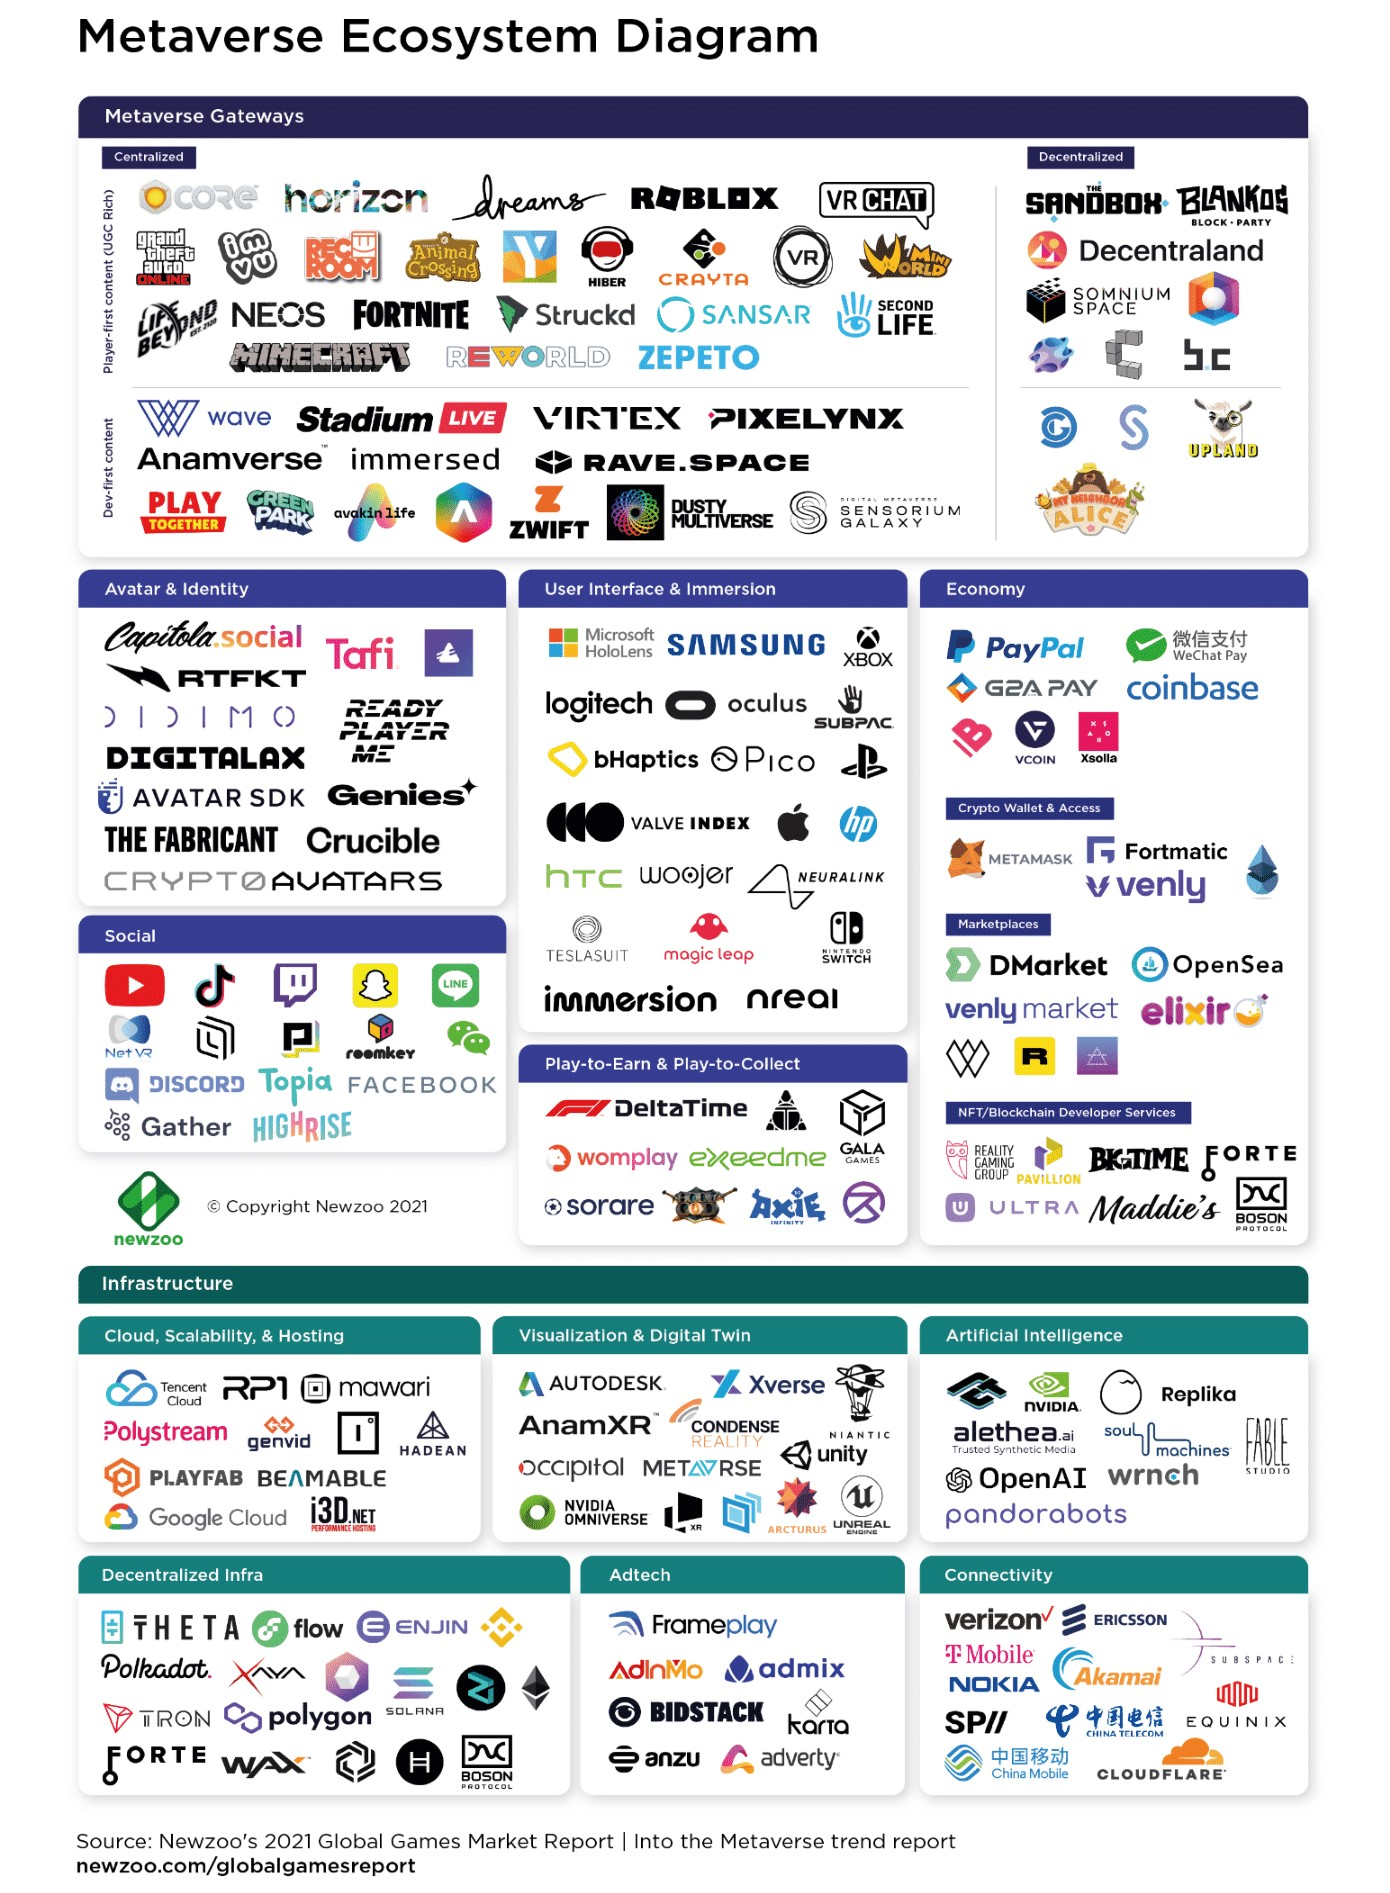 Metaverse Ecosystem Diagram
Metaverse Gateways
Centralized
Decentralized
Player-first content (UGC Rich)
CORE
horizon
dreams
ROBLOX
VR CHAT
grand theft auto ONLINE
imvu
REC ROOM
Animal Crossing
Y
HIBER
CRAYTA
VR
MINI WORLD
LIFE BEYOND
NEOS
FORTNITE
Struckd
SANSAR
SECOND LIFE
MINECRAFT
REWORLD
ZEPETO
THE SANDBOX
BLANKOS
BLOCK • PARTY
Decentraland
SOMNIUM SPACE
b.c
Dev-first content
wave
Stadium LIVE
VIRTEX
PIXELYNX
Anamverse™
immersed
RAVE.SPACE
PLAY TOGETHER
GREEN PARK
avakin life
ZWIFT
DUSTY MULTIVERSE
DIGITAL METAVERSE
SENSORIUM GALAXY
UPLAND
MY NEIGHBOR ALICE
Avatar & Identity
Capitola.social
Tafi
RTFKT
DIDIMO
READY PLAYER ME
DIGITALAX
AVATAR SDK
Genies
THE FABRICANT
Crucible
CRYPTOAVATARS
Social
LINE
Net VR
roomkey
DISCORD
Topia
FACEBOOK
Gather
HIGHRISE
newzoo
© Copyright Newzoo 2021
User Interface & Immersion
Microsoft HoloLens
SAMSUNG
XBOX
logitech
oculus
SUBPAC
bHaptics
Pico
VALVE INDEX
hp
hTC
woojer
NEURALINK
TESLASUIT
magic leap
NINTENDO SWITCH
immersion
nreal
Play-to-Earn & Play-to-Collect
DeltaTime
womplay
exeedme
GALA GAMES
sorare
AXIE INFINITY
Economy
PayPal
微信支付
WeChat Pay
G2A PAY
coinbase
VCOIN
Xsolla
Crypto Wallet & Access
METAMASK
Fortmatic
venly
Marketplaces
DMarket
OpenSea
venly market
elixir
R
NFT/Blockchain Developer Services
REALITY GAMING GROUP
PAVILLION
BIG TIME
FORTE
ULTRA
Maddie's
BOSON PROTOCOL
Infrastructure
Cloud, Scalability, & Hosting
Tencent Cloud
RP1
mawari
Polystream
genvid
HADEAN
PLAYFAB
BEAMABLE
Google Cloud
i3D.NET
PERFORMANCE HOSTING
Visualization & Digital Twin
AUTODESK
Xverse
AnamXR™
CONDENSE REALITY
NIANTIC
occipital
METAVRSE
unity
NVIDIA OMNIVERSE
XR
ARCTURUS
UNREAL ENGINE
Artificial Intelligence
NVIDIA
Replika
alethea.ai
Trusted Synthetic Media
soul machines
FABLE STUDIO
OpenAI
wrnch
pandorabots
Decentralized Infra
THETA
flow
ENJIN
Polkadot.
XAYA
SOLANA
TRON
polygon
FORTE
WAX
BOSON PROTOCOL
Adtech
Frameplay
AdInMo
admix
BIDSTACK
karta
anzu
adverty
Connectivity
verizon
ERICSSON
T Mobile
SUBSPACE
NOKIA
Akamai
SP//
中国电信
CHINA TELECOM
EQUINIX
中国移动
China Mobile
CLOUDFLARE
Source: Newzoo's 2021 Global Games Market Report | Into the Metaverse trend report
newzoo.com/globalgamesreport